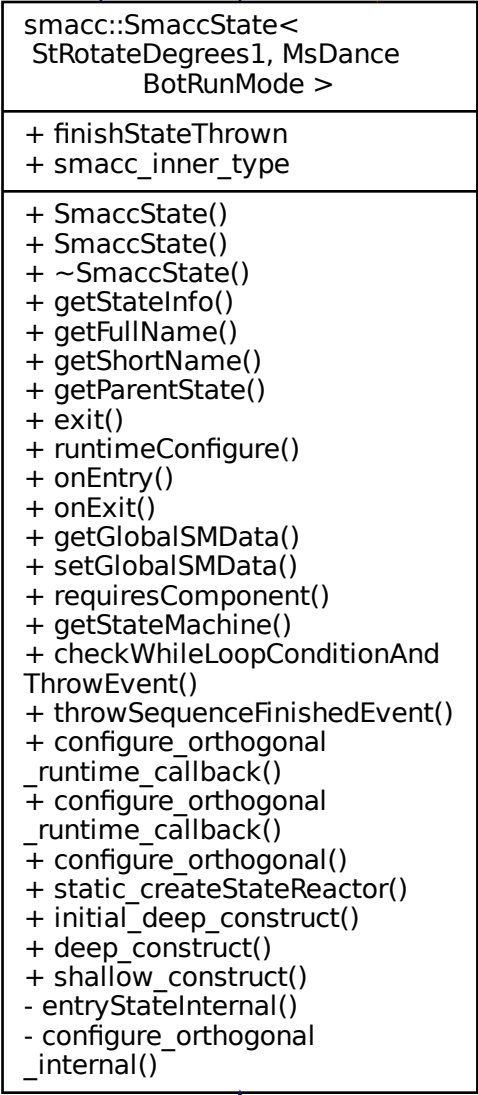 smacc::SmaccState<
StRotateDegrees1, MsDance
BotRunMode >
+ finishStateThrown
+ smacc_inner_type
+ SmaccState()
+ SmaccState()
+ ~SmaccState()
+ getStateInfo()
+ getFullName()
+ getShortName()
+ getParentState()
+ exit()
+ runtimeConfigure()
+ onEntry()
+ onExit()
+ getGlobalSMData()
+ setGlobalSMData()
+ requiresComponent()
+ getStateMachine()
+ checkWhileLoopConditionAnd
ThrowEvent()
+ throwSequenceFinishedEvent()
+ configure_orthogonal
_runtime_callback()
+ configure_orthogonal
_runtime_callback()
+ configure_orthogonal()
+ static_createStateReactor()
+ initial_deep_construct()
+ deep_construct()
+ shallow_construct()
- entryStateInternal()
- configure_orthogonal
_internal()